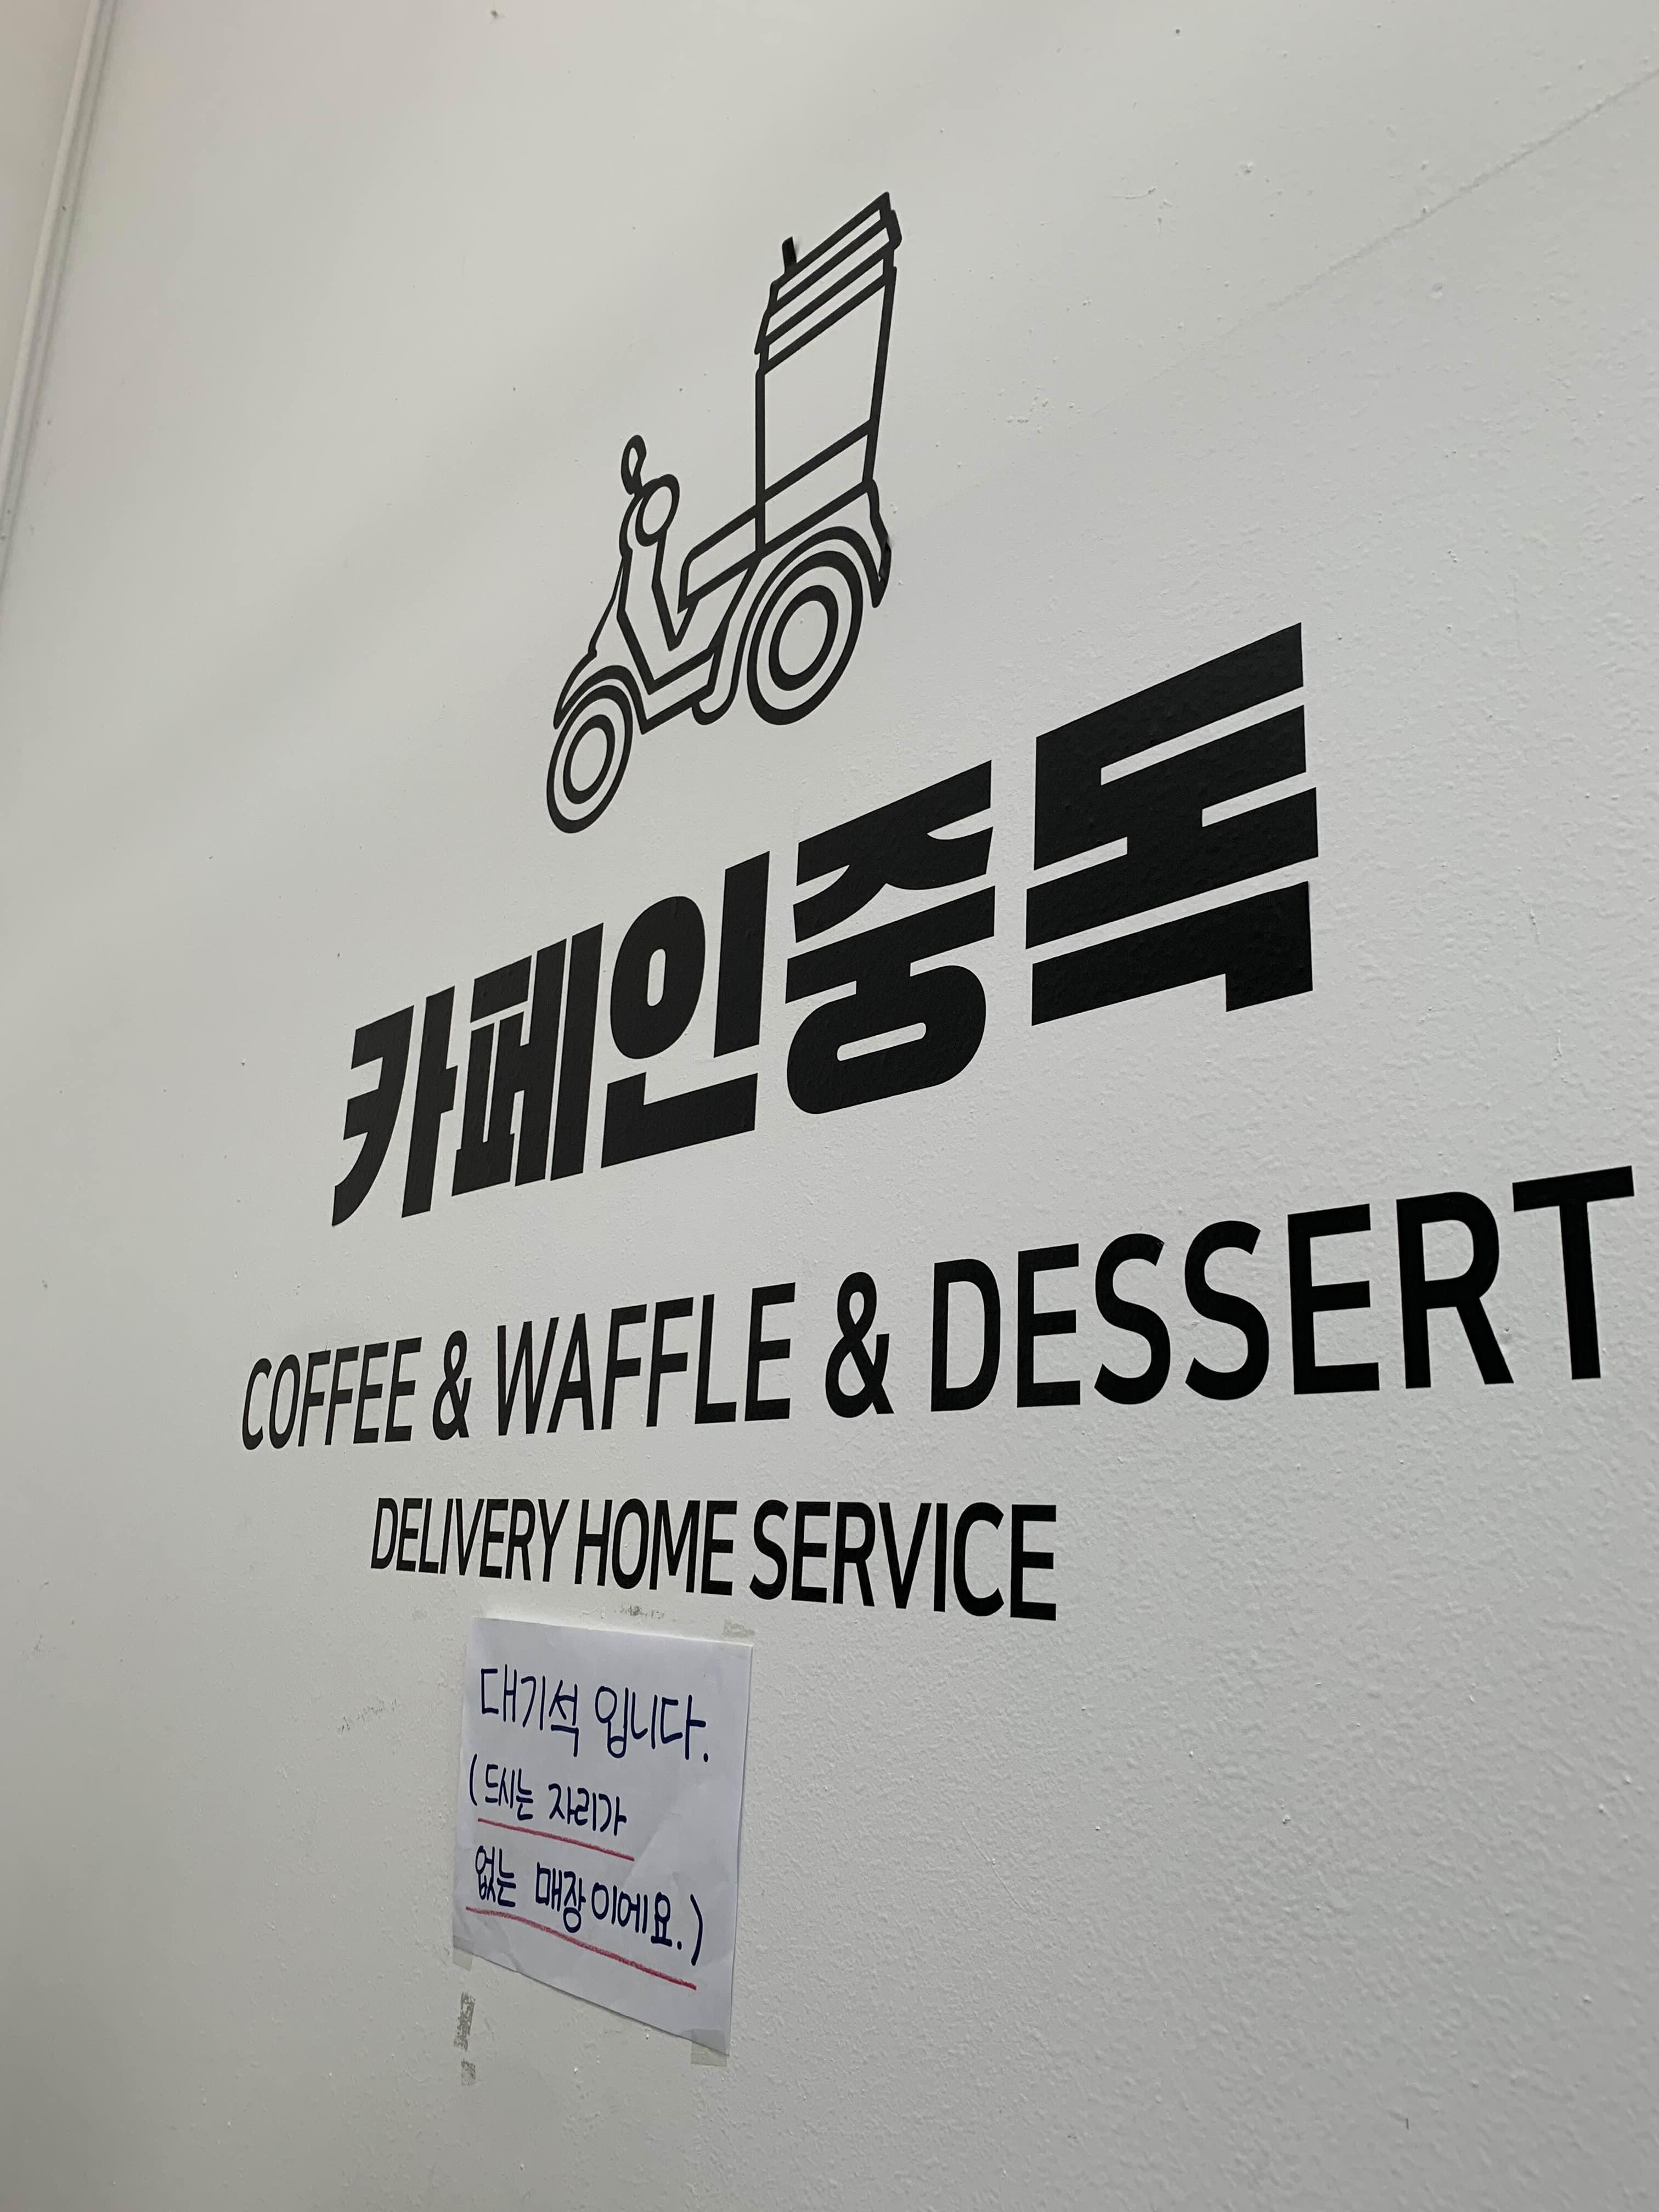 카페인중독
COFFEE & WAFFLE & DESSERT
DELIVERY HOME SERVICE
대기석 입니다.
(드시는 자리가
없는 매장이에요.)